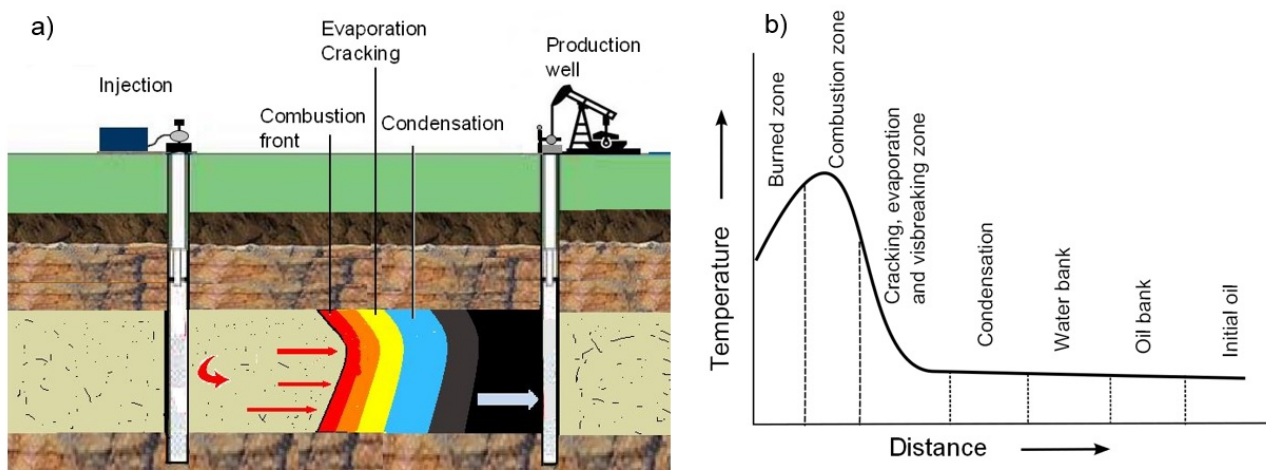 a)
Injection
Evaporation
Cracking
Combustion
front
Condensation
Production
well
b)
Temperature
Burned zone
Combustion zone
Cracking, evaporation
and visbreaking zone
Condensation
Water bank
Oil bank
Initial oil
Distance